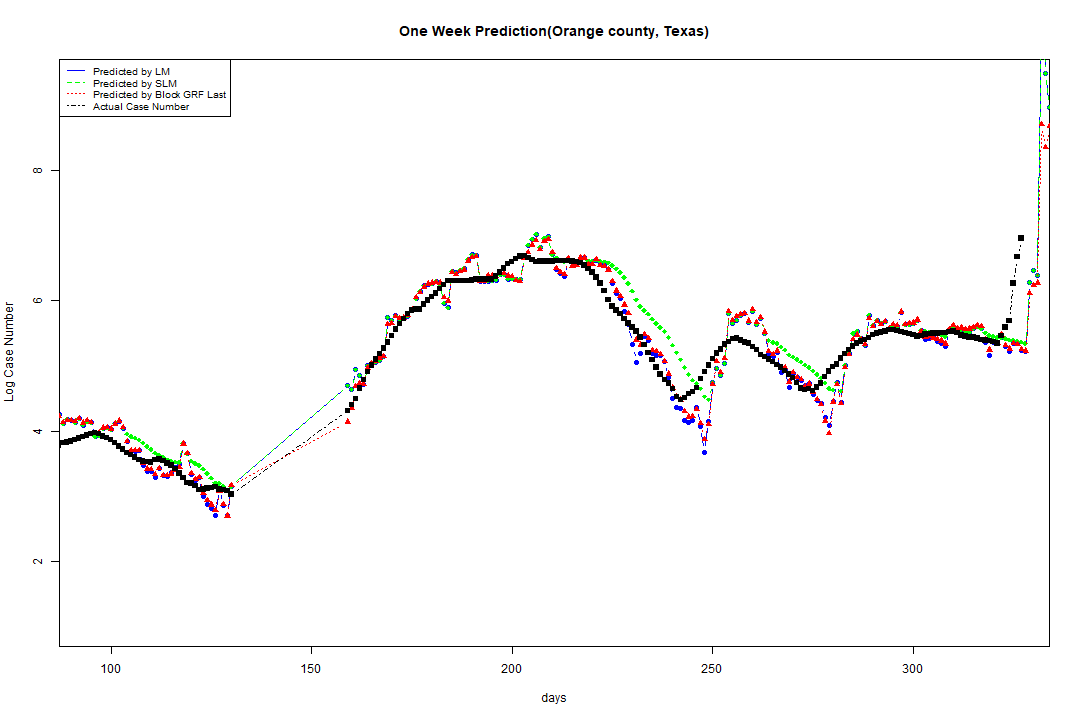 One Week Prediction(Orange county, Texas)
Predicted by LM
Predicted by SLM
Predicted by Block GRF Last
Actual Case Number
8
6
4
2
Log Case Number
100 150 200 250 300
days